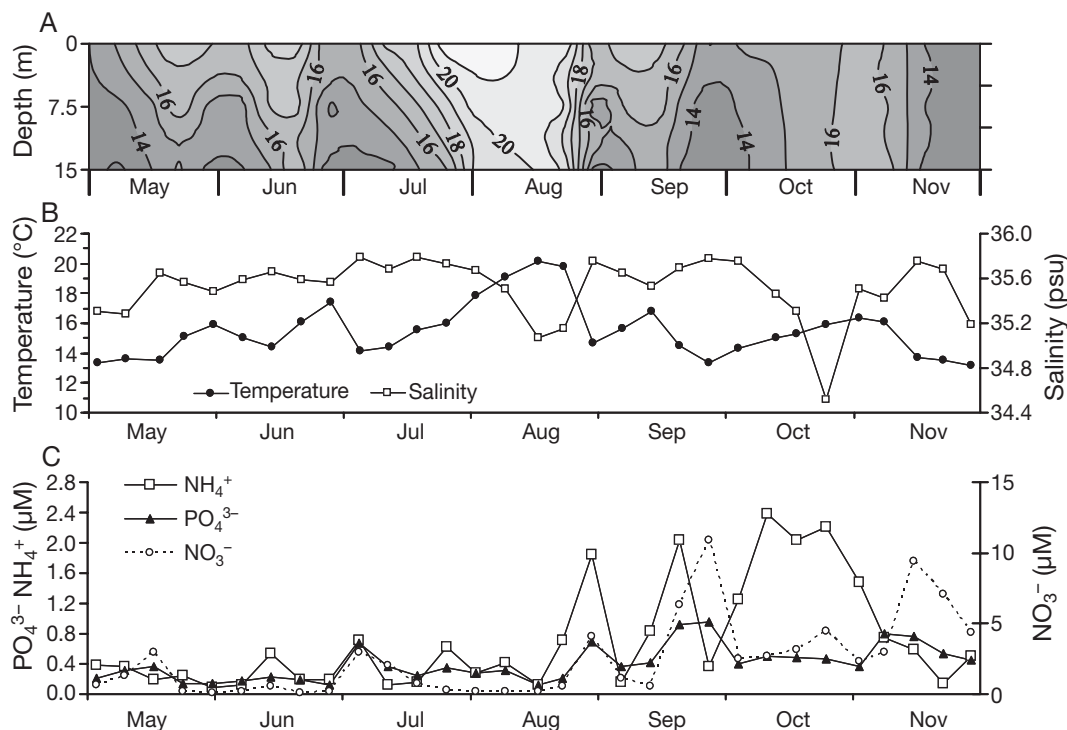 A
Depth (m)
0
7.5
15
14 16 16 16 16 16 18 20 20 18 16 16 14 14 16 16 14
May Jun Jul Aug Sep Oct Nov
B
Temperature (°C)
22
20
18
16
14
12
11
10
Temperature Salinity
36.0
35.6
35.2
34.8
34.4
Salinity (psu)
May Jun Jul Aug Sep Oct Nov
C
PO₄³⁻ NH₄⁺ (µM)
2.8
2.4
2.0
1.6
1.2
0.8
0.4
0.0
NH₄⁺
PO₄³⁻
NO₃⁻
15
10
5
0
NO₃⁻ (µM)
May Jun Jul Aug Sep Oct Nov